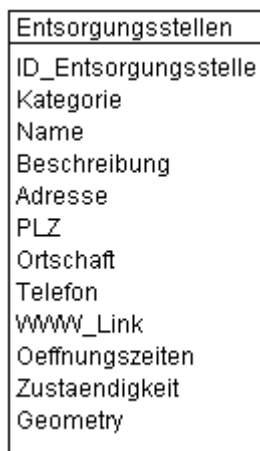 Entsorgungsstellen
ID_Entsorgungsstelle
Kategorie
Name
Beschreibung
Adresse
PLZ
Ortschaft
Telefon
WWW_Link
Oeffnungszeiten
Zustaendigkeit
Geometry